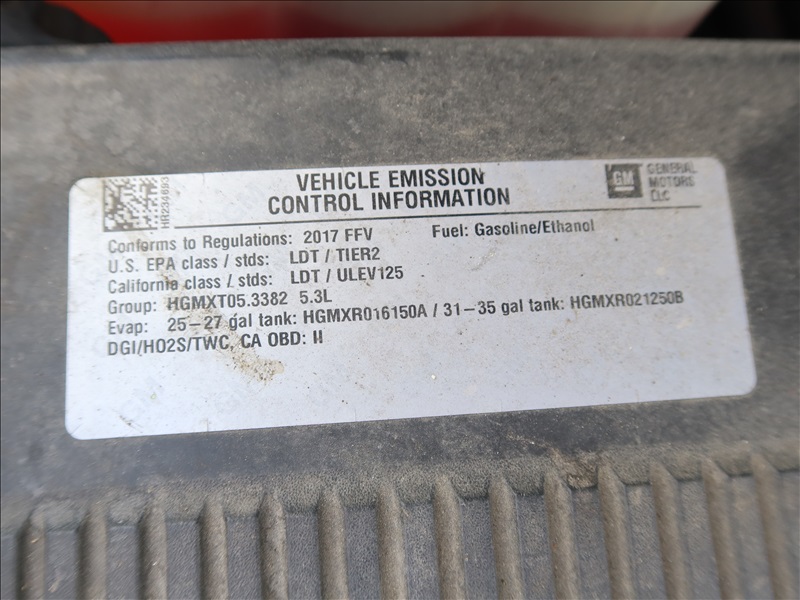 VEHICLE EMISSION
CONTROL INFORMATION
GM
GENERAL
MOTORS
LLC
HR234693
Conforms to Regulations: 2017 FFV Fuel: Gasoline/Ethanol
U.S. EPA class / stds: LDT / TIER2
California class / stds: LDT / ULEV125
Group: HGMXT05.3382 5.3L
Evap: 25-27 gal tank: HGMXR016150A / 31-35 gal tank: HGMXR021250B
DGI/HO2S/TWC, CA OBD: II